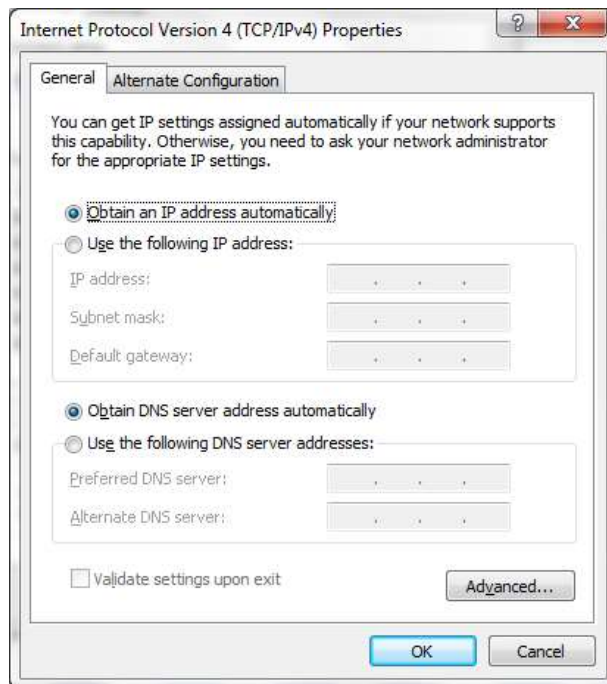 Internet Protocol Version 4 (TCP/IPv4) Properties
General
Alternate Configuration
You can get IP settings assigned automatically if your network supports
this capability. Otherwise, you need to ask your network administrator
for the appropriate IP settings.
Obtain an IP address automatically
Use the following IP address:
IP address:
Subnet mask:
Default gateway:
Obtain DNS server address automatically
Use the following DNS server addresses:
Preferred DNS server:
Alternate DNS server:
Validate settings upon exit
Advanced...
OK
Cancel